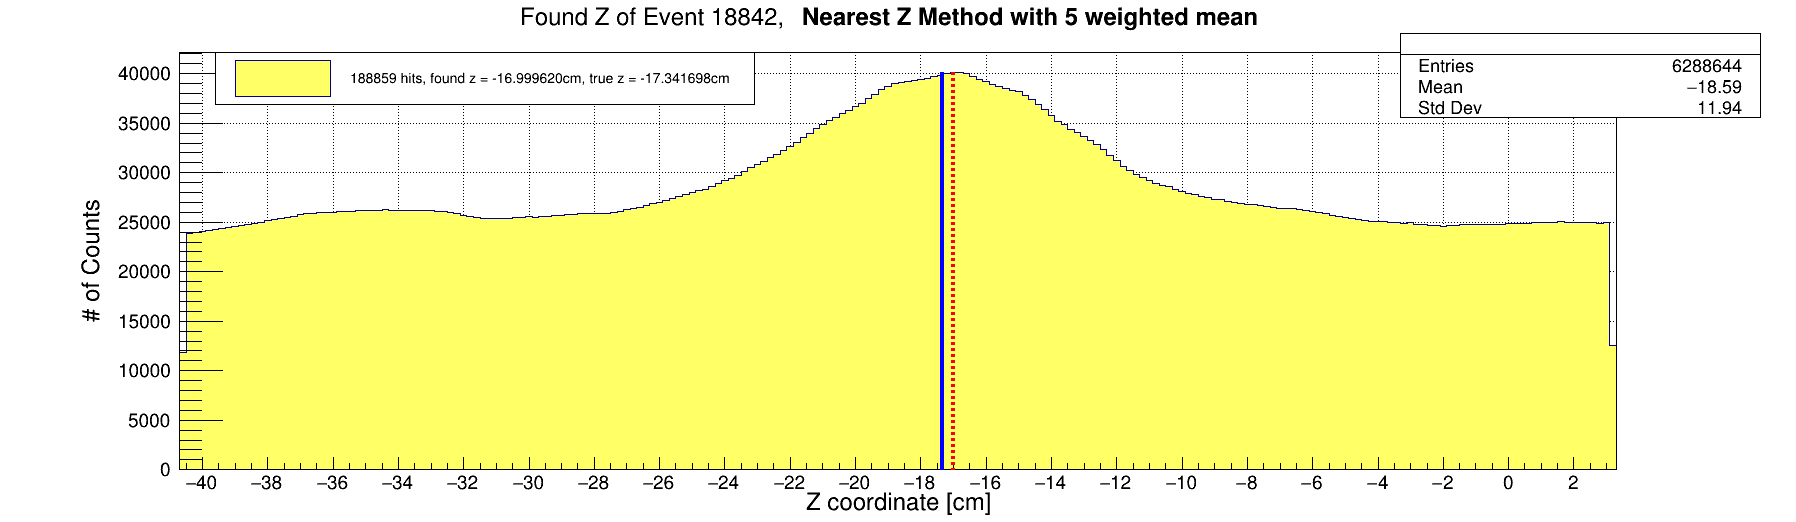 Found Z of Event 18842, Nearest Z Method with 5 weighted mean
188859 hits, found z = -16.999620cm, true z = -17.341698cm
Entries 6288644
Mean −18.59
Std Dev 11.94
# of Counts
40000
35000
30000
25000
20000
15000
10000
5000
0
−40 −38 −36 −34 −32 −30 −28 −26 −24 −22 −20 −18 −16 −14 −12 −10 −8 −6 −4 −2 0 2
Z coordinate [cm]